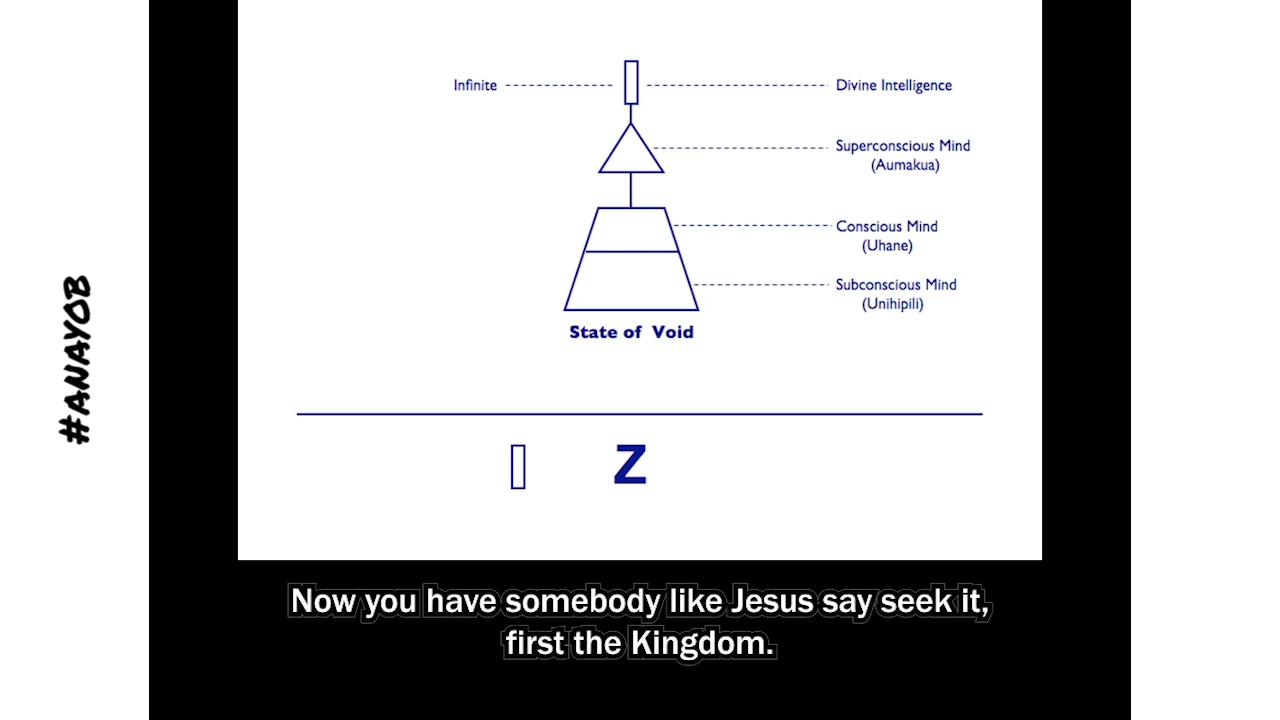 Infinite
Divine Intelligence
Superconscious Mind
(Aumakua)
Conscious Mind
(Uhane)
Subconscious Mind
(Unihipili)
State of Void
Z
#ANAYOB
Now you have somebody like Jesus say seek it,
first the Kingdom.